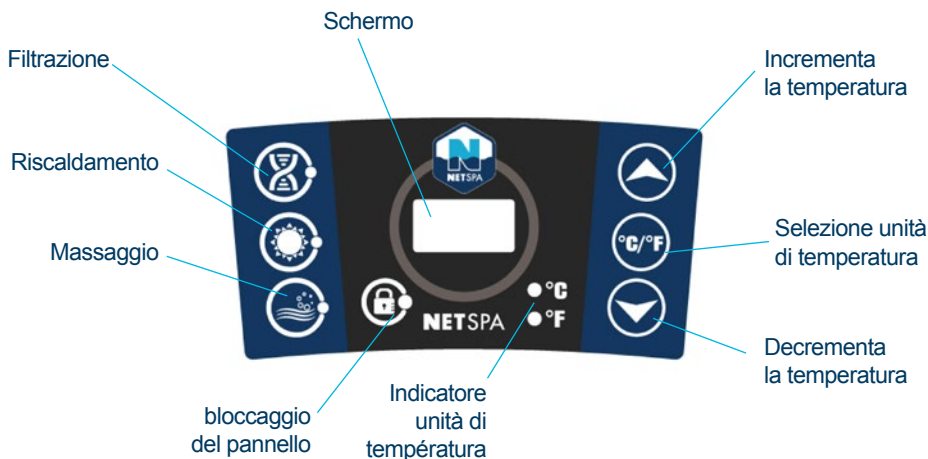 Schermo
Filtrazione
Incrementa
la temperatura
Riscaldamento
N
NETSPA
°C/°F
Selezione unità
di temperatura
Massaggio
°C
NETSPA
°F
Decrementa
la temperatura
bloccaggio
del pannello
Indicatore
unità di
températura